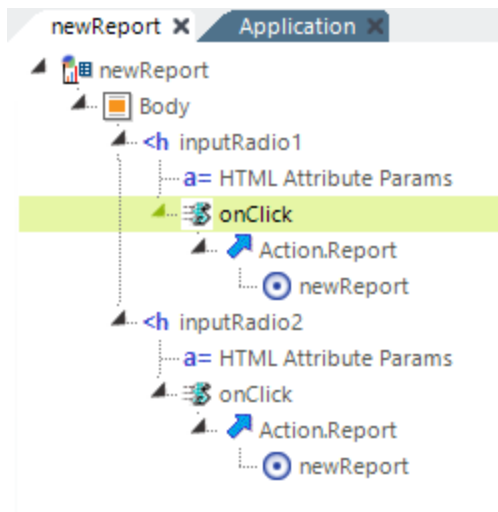 newReport Application
newReport
Body
<h inputRadio1
a= HTML Attribute Params
onClick
Action.Report
newReport
<h inputRadio2
a= HTML Attribute Params
onClick
Action.Report
newReport